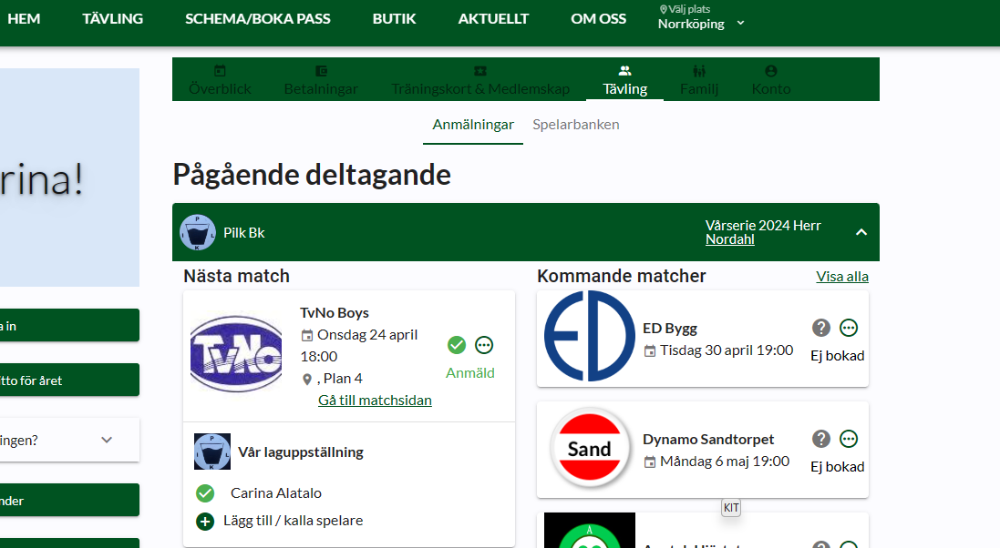 HEM TÄVLING SCHEMA/BOKA PASS BUTIK AKTUELLT OM OSS
Välj plats
Norrköping
Överblick Betalningar Träningskort & Medlemskap Tävling Familj Konto
Anmälningar Spelarbanken
rina!
Pågående deltagande
Pilk Bk
Vårserie 2024 Herr
Nordahl
Nästa match
TvNo
TvNo Boys
Onsdag 24 april
18:00
, Plan 4
Gå till matchsidan
Anmäld
Vår laguppställning
Carina Alatalo
Lägg till / kalla spelare
Kommande matcher
Visa alla
ED
ED Bygg
Tisdag 30 april 19:00
Ej bokad
Sand
Dynamo Sandtorpet
Måndag 6 maj 19:00
Ej bokad
KIT
a in
itto för året
ingen?
nder